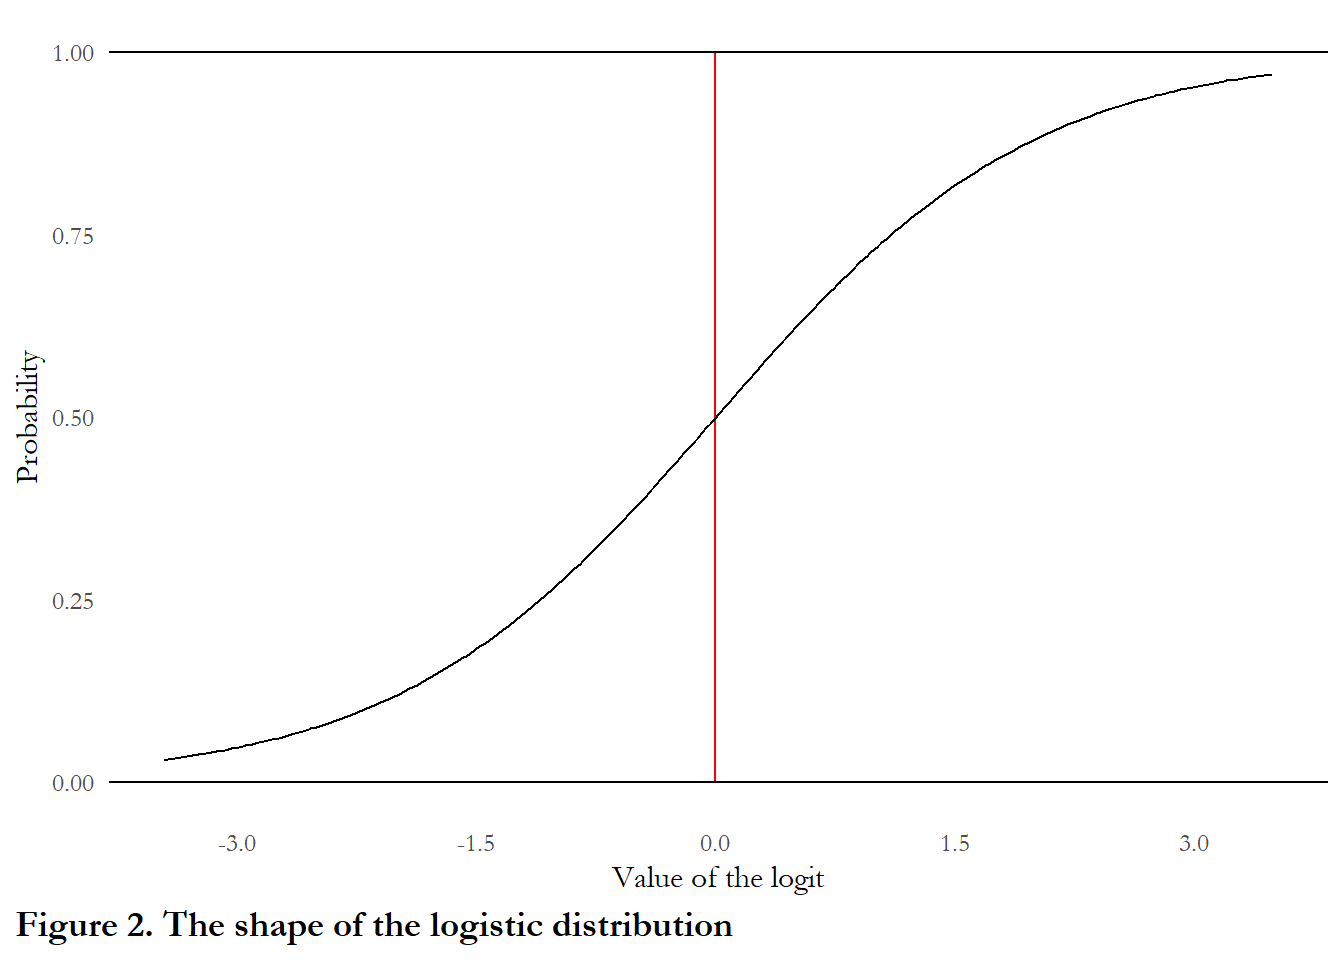 1.00
0.75
Probability
0.50
0.25
0.00
-3.0 -1.5 0.0 1.5 3.0
Value of the logit
Figure 2. The shape of the logistic distribution